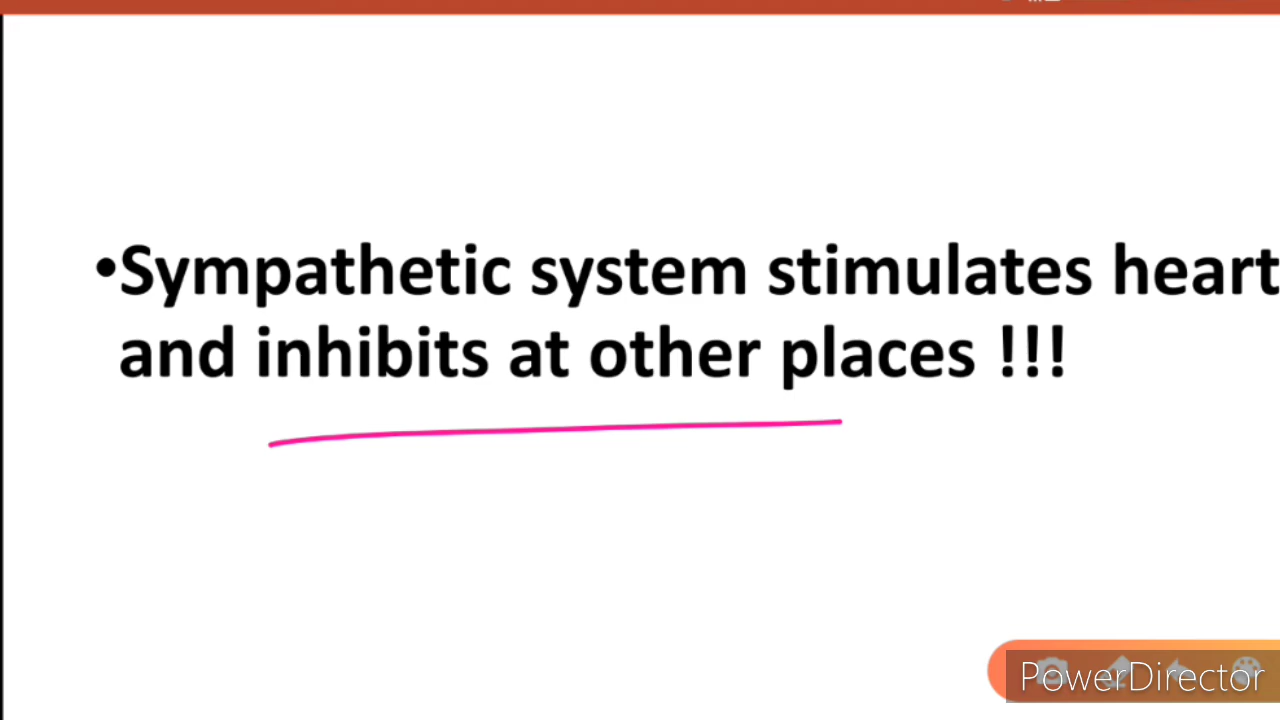 •Sympathetic system stimulates heart
and inhibits at other places !!!
PowerDirector